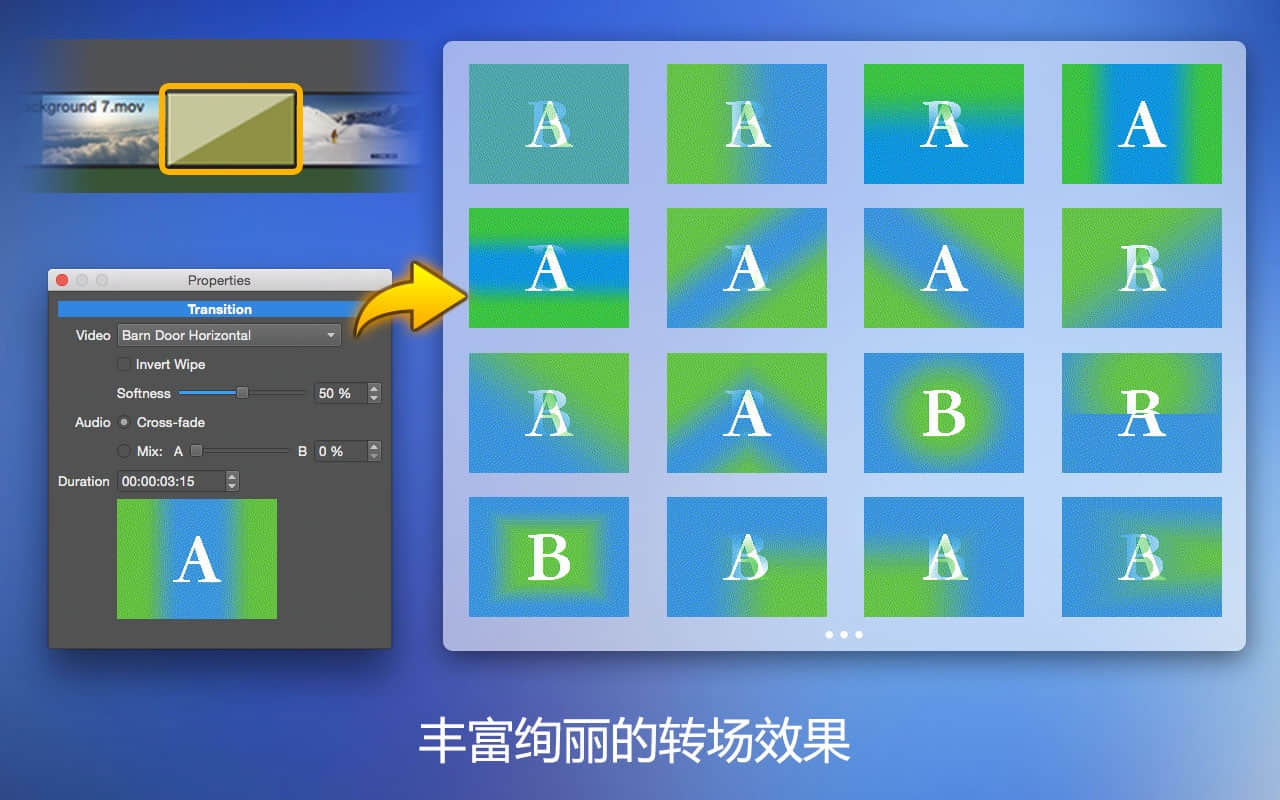 ckground 7.mov
Properties
Transition
Video Barn Door Horizontal
Invert Wipe
Softness 50 %
Audio Cross-fade
Mix: A B 0 %
Duration 00:00:03:15
A
A B A B A B A
A A B A B A B
A B A B A B
B A B A B A B
丰富绚丽的转场效果